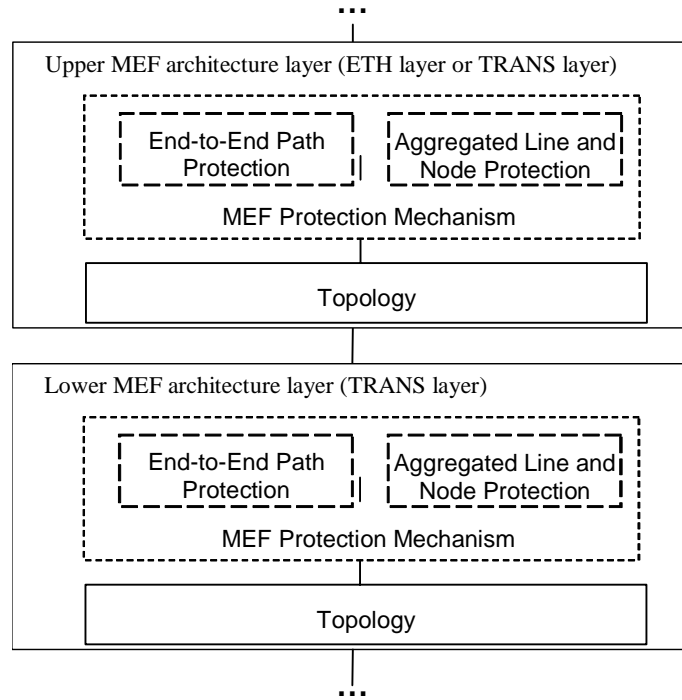 ...
Upper MEF architecture layer (ETH layer or TRANS layer)
End-to-End Path
Protection
Aggregated Line and
Node Protection
MEF Protection Mechanism
Topology
Lower MEF architecture layer (TRANS layer)
End-to-End Path
Protection
Aggregated Line and
Node Protection
MEF Protection Mechanism
Topology
...